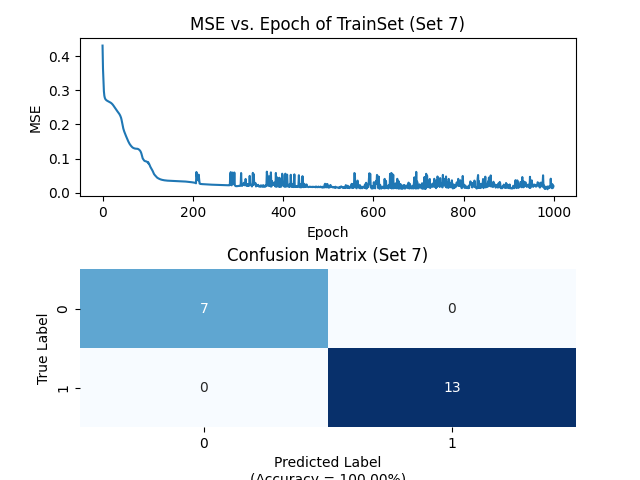 MSE vs. Epoch of TrainSet (Set 7)
MSE
0.4
0.3
0.2
0.1
0.0
0 200 400 600 800 1000
Epoch
Confusion Matrix (Set 7)
True Label
0 7 0
1 0 13
0 1
Predicted Label
(Accuracy = 100.00%)